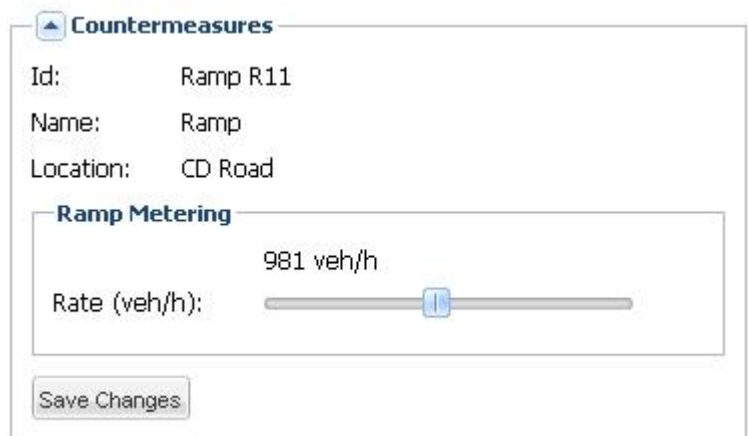 Countermeasures
Id: Ramp R11
Name: Ramp
Location: CD Road
Ramp Metering
981 veh/h
Rate (veh/h):
Save Changes